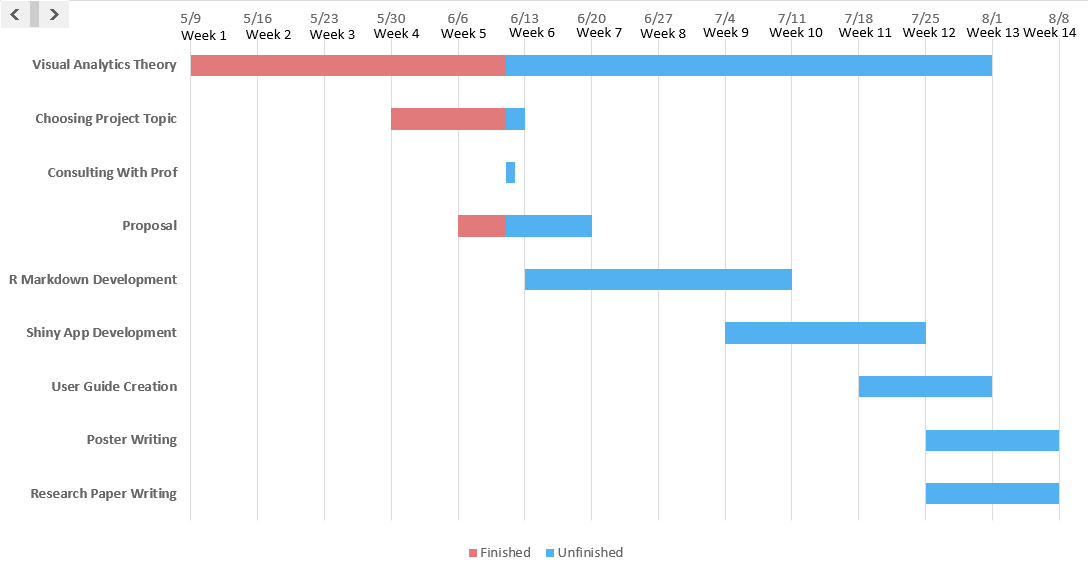 5/9 5/16 5/23 5/30 6/6 6/13 6/20 6/27 7/4 7/11 7/18 7/25 8/1 8/8
Week 1 Week 2 Week 3 Week 4 Week 5 Week 6 Week 7 Week 8 Week 9 Week 10 Week 11 Week 12 Week 13 Week 14
Visual Analytics Theory
Choosing Project Topic
Consulting With Prof
Proposal
R Markdown Development
Shiny App Development
User Guide Creation
Poster Writing
Research Paper Writing
Finished Unfinished